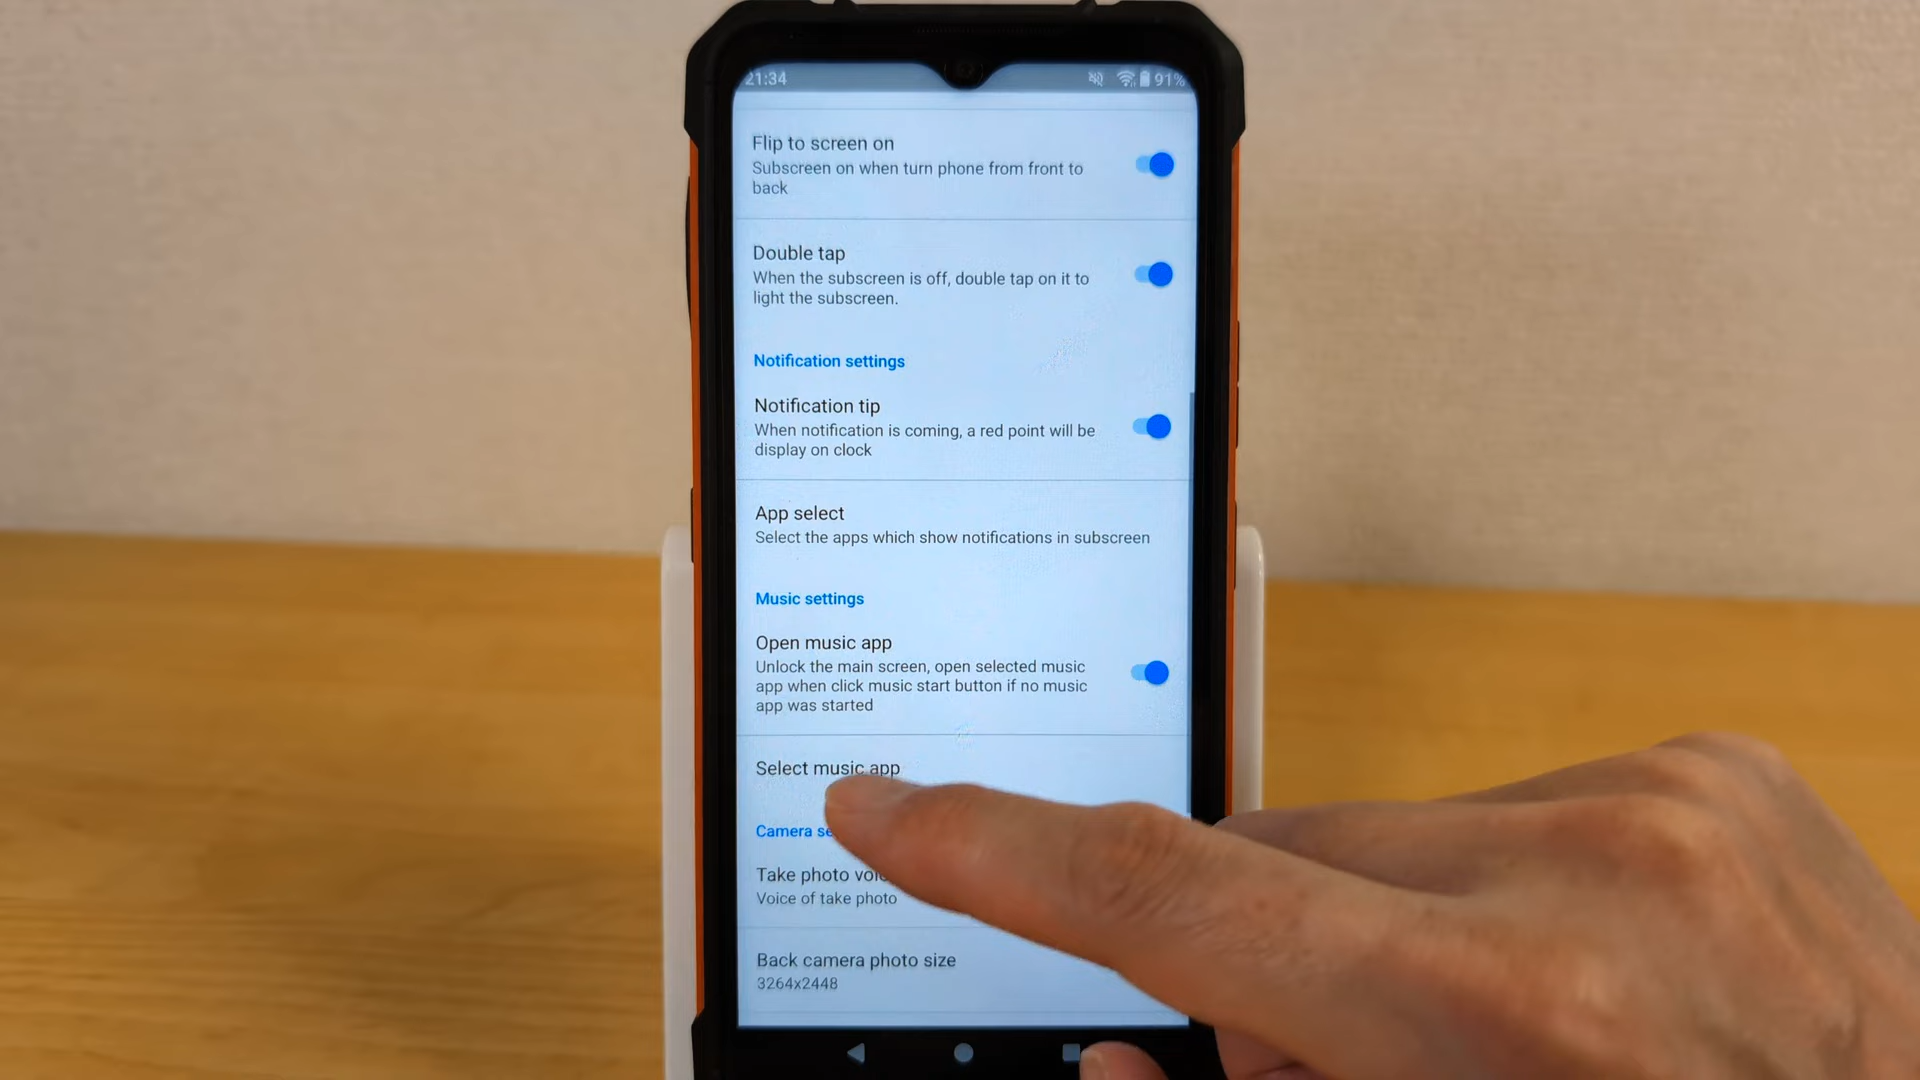 21:34
91%
Flip to screen on
Subscreen on when turn phone from front to
back
Double tap
When the subscreen is off, double tap on it to
light the subscreen.
Notification settings
Notification tip
When notification is coming, a red point will be
display on clock
App select
Select the apps which show notifications in subscreen
Music settings
Open music app
Unlock the main screen, open selected music
app when click music start button if no music
app was started
Select music app
Camera
Take photo
Voice of take photo
Back camera photo size
3264x2448